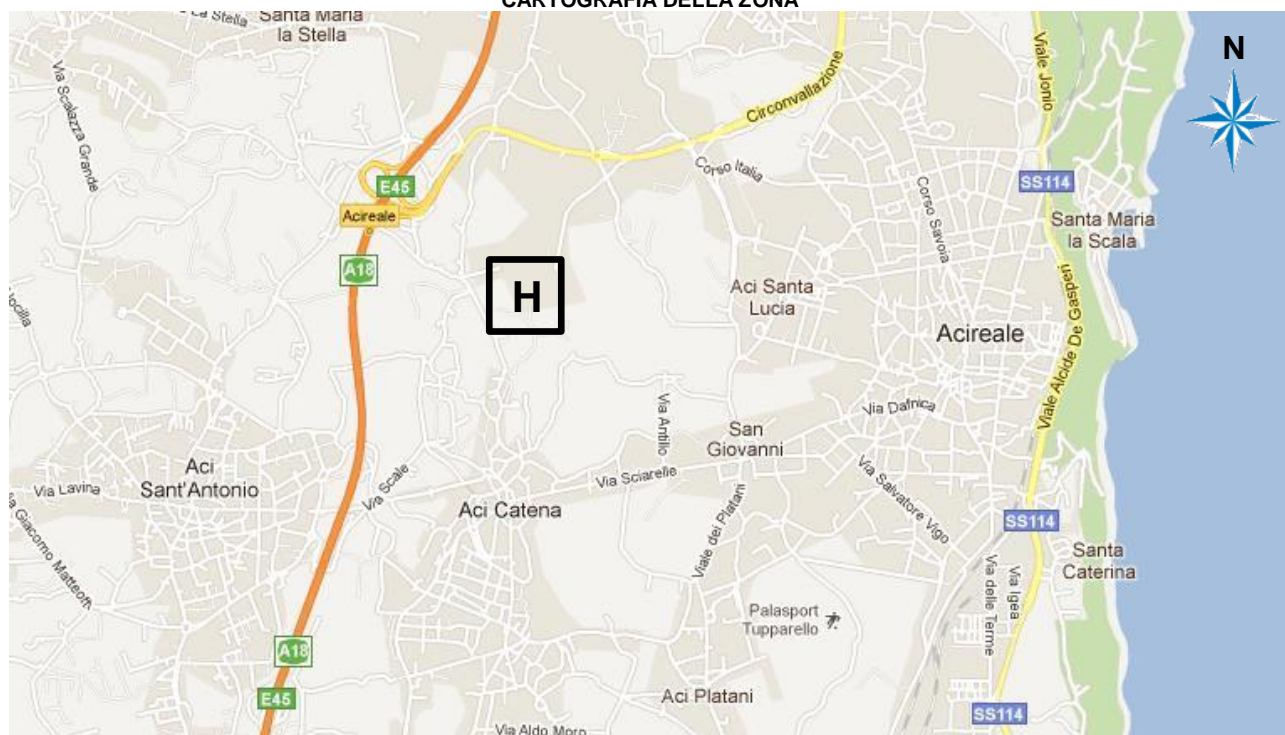 CARTOGRAFIA DELLA ZONA
La Stella
Santa Maria
la Stella
Via Scalazza Grande
Circonvallazione
Viale Jonio
N
Corso Italia
E45
SS114
Acireale
Corso Savoia
Santa Maria
la Scala
A18
H
Aci Santa
Lucia
Acireale
Viale Alcide De Gasperi
Via Antillo
Via Dafnica
San
Giovanni
Aci
Sant'Antonio
Via Lavina
Via Scale
Via Sciarelle
Aci Catena
Via Salvatore Vigo
Giacomo Matteotti
Viale dei Platani
SS114
Santa
Caterina
Via delle Terme
Via Igea
Palasport
Tupparello
A18
E45
Aci Platani
SS114
Via Aldo Moro